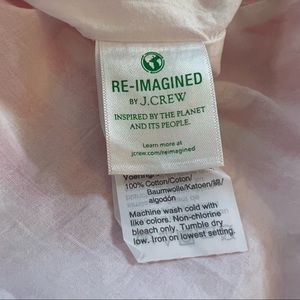 RE-IMAGINED
BY J.CREW
INSPIRED BY THE PLANET
AND ITS PEOPLE.
Learn more at
jcrew.com/reimagined
100% Cotton/Coton/
Baumwolle/Katoen/綿/
algodón
Machine wash cold with
like colors. Non-chlorine
bleach only. Tumble dry
low. Iron on lowest setting.